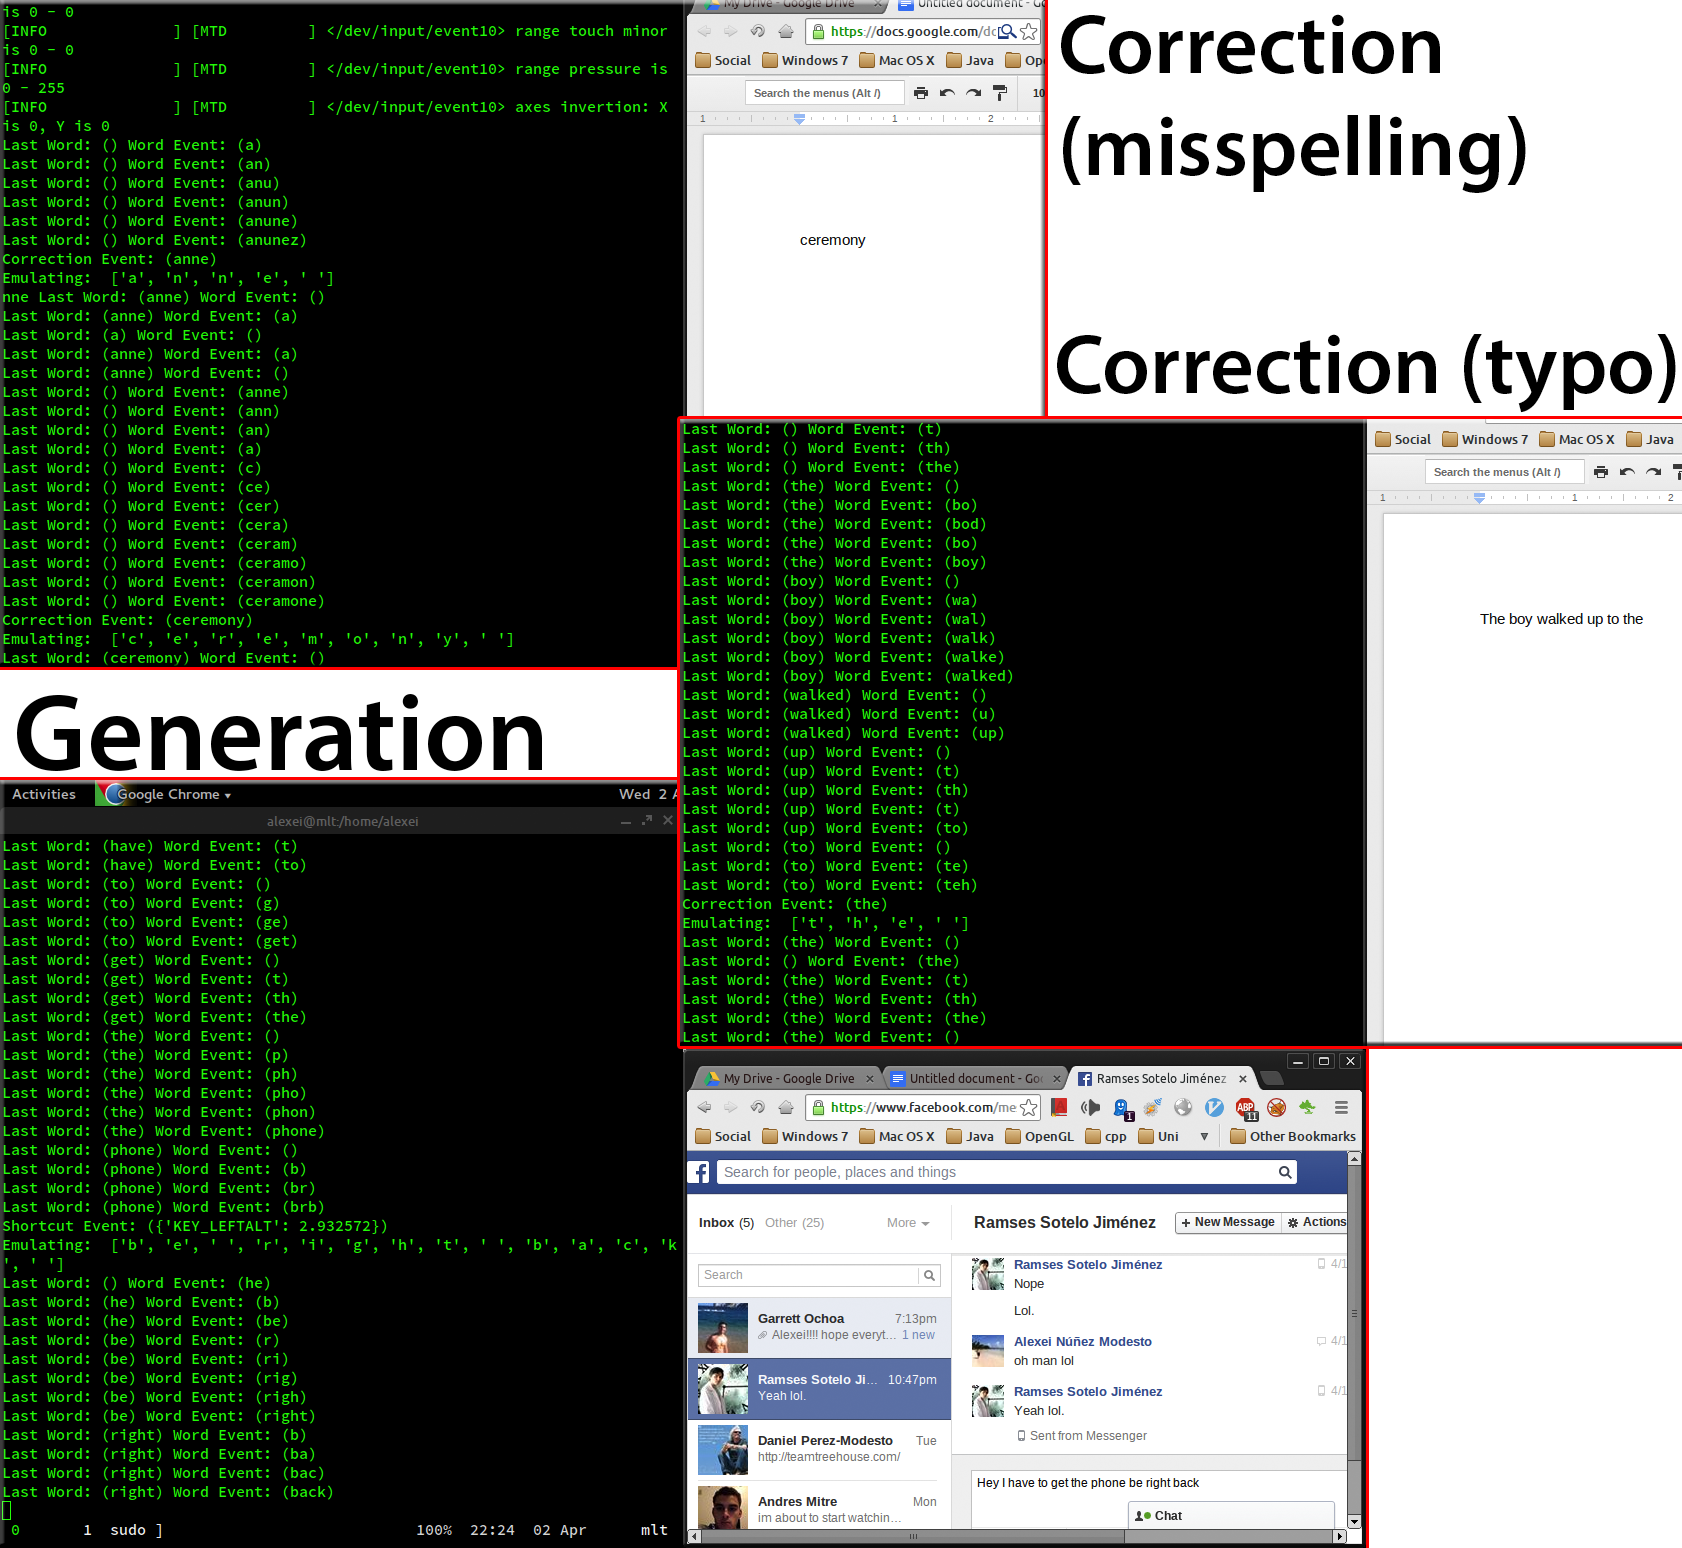 is 0 - 0
[INFO              ] [MTD         ] </dev/input/event10> range touch minor
is 0 - 0
[INFO              ] [MTD         ] </dev/input/event10> range pressure is
0 - 255
[INFO              ] [MTD         ] </dev/input/event10> axes invertion: X
is 0, Y is 0
Last Word: () Word Event: (a)
Last Word: () Word Event: (an)
Last Word: () Word Event: (anu)
Last Word: () Word Event: (anun)
Last Word: () Word Event: (anune)
Last Word: () Word Event: (anunez)
Correction Event: (anne)
Emulating:  ['a', 'n', 'n', 'e', ' ']
nne Last Word: (anne) Word Event: ()
Last Word: (anne) Word Event: (a)
Last Word: (a) Word Event: ()
Last Word: (anne) Word Event: (a)
Last Word: (anne) Word Event: ()
Last Word: () Word Event: (anne)
Last Word: () Word Event: (ann)
Last Word: () Word Event: (an)
Last Word: () Word Event: (a)
Last Word: () Word Event: (c)
Last Word: () Word Event: (ce)
Last Word: () Word Event: (cer)
Last Word: () Word Event: (cera)
Last Word: () Word Event: (ceram)
Last Word: () Word Event: (ceramo)
Last Word: () Word Event: (ceramon)
Last Word: () Word Event: (ceramone)
Correction Event: (ceremony)
Emulating:  ['c', 'e', 'r', 'e', 'm', 'o', 'n', 'y', ' ']
Last Word: (ceremony) Word Event: ()
My Drive - Google Drive × Untitled document - Go
https://docs.google.com/do
Social Windows 7 Mac OS X Java Op
Search the menus (Alt /) 10
1 1 2
ceremony
Correction
(misspelling)
Correction (typo)
Last Word: () Word Event: (t)
Last Word: () Word Event: (th)
Last Word: () Word Event: (the)
Last Word: (the) Word Event: ()
Last Word: (the) Word Event: (bo)
Last Word: (the) Word Event: (bod)
Last Word: (the) Word Event: (bo)
Last Word: (the) Word Event: (boy)
Last Word: (boy) Word Event: ()
Last Word: (boy) Word Event: (wa)
Last Word: (boy) Word Event: (wal)
Last Word: (boy) Word Event: (walk)
Last Word: (boy) Word Event: (walke)
Last Word: (boy) Word Event: (walked)
Last Word: (walked) Word Event: ()
Last Word: (walked) Word Event: (u)
Last Word: (walked) Word Event: (up)
Last Word: (up) Word Event: ()
Last Word: (up) Word Event: (t)
Last Word: (up) Word Event: (th)
Last Word: (up) Word Event: (t)
Last Word: (up) Word Event: (to)
Last Word: (to) Word Event: ()
Last Word: (to) Word Event: (te)
Last Word: (to) Word Event: (teh)
Correction Event: (the)
Emulating:  ['t', 'h', 'e', ' ']
Last Word: (the) Word Event: ()
Last Word: () Word Event: (the)
Last Word: (the) Word Event: (t)
Last Word: (the) Word Event: (th)
Last Word: (the) Word Event: (the)
Last Word: (the) Word Event: ()
Social Windows 7 Mac OS X Java
Search the menus (Alt /)
1 1 2
The boy walked up to the
Generation
Activities Google Chrome ▾ Wed 2 A
alexei@mlt:/home/alexei
Last Word: (have) Word Event: (t)
Last Word: (have) Word Event: (to)
Last Word: (to) Word Event: ()
Last Word: (to) Word Event: (g)
Last Word: (to) Word Event: (ge)
Last Word: (to) Word Event: (get)
Last Word: (get) Word Event: ()
Last Word: (get) Word Event: (t)
Last Word: (get) Word Event: (th)
Last Word: (get) Word Event: (the)
Last Word: (the) Word Event: ()
Last Word: (the) Word Event: (p)
Last Word: (the) Word Event: (ph)
Last Word: (the) Word Event: (pho)
Last Word: (the) Word Event: (phon)
Last Word: (the) Word Event: (phone)
Last Word: (phone) Word Event: ()
Last Word: (phone) Word Event: (b)
Last Word: (phone) Word Event: (br)
Last Word: (phone) Word Event: (brb)
Shortcut Event: ({'KEY_LEFTALT': 2.932572})
Emulating:  ['b', 'e', ' ', 'r', 'i', 'g', 'h', 't', ' ', 'b', 'a', 'c', 'k
', ' ']
Last Word: () Word Event: (he)
Last Word: (he) Word Event: (b)
Last Word: (he) Word Event: (be)
Last Word: (be) Word Event: (r)
Last Word: (be) Word Event: (ri)
Last Word: (be) Word Event: (rig)
Last Word: (be) Word Event: (righ)
Last Word: (be) Word Event: (right)
Last Word: (right) Word Event: (b)
Last Word: (right) Word Event: (ba)
Last Word: (right) Word Event: (bac)
Last Word: (right) Word Event: (back)
0 1 sudo ] 100% 22:24 02 Apr mlt
My Drive - Google Drive × Untitled document - Go × Ramses Sotelo Jiménez ×
https://www.facebook.com/me 1 ABP 11
Social Windows 7 Mac OS X Java OpenGL cpp Uni Other Bookmarks
Search for people, places and things
Inbox (5) Other (25) More
Search
Garrett Ochoa 7:13pm
Alexei!!!! hope everyt... 1 new
Ramses Sotelo Ji... 10:47pm
Yeah lol.
Daniel Perez-Modesto Tue
http://teamtreehouse.com/
Andres Mitre Mon
im about to start watchin...
Ramses Sotelo Jiménez + New Message Actions
Ramses Sotelo Jiménez 4/1
Nope
Lol.
Alexei Núñez Modesto 4/1
oh man lol
Ramses Sotelo Jiménez 4/1
Yeah lol.
Sent from Messenger
Hey I have to get the phone be right back
Chat